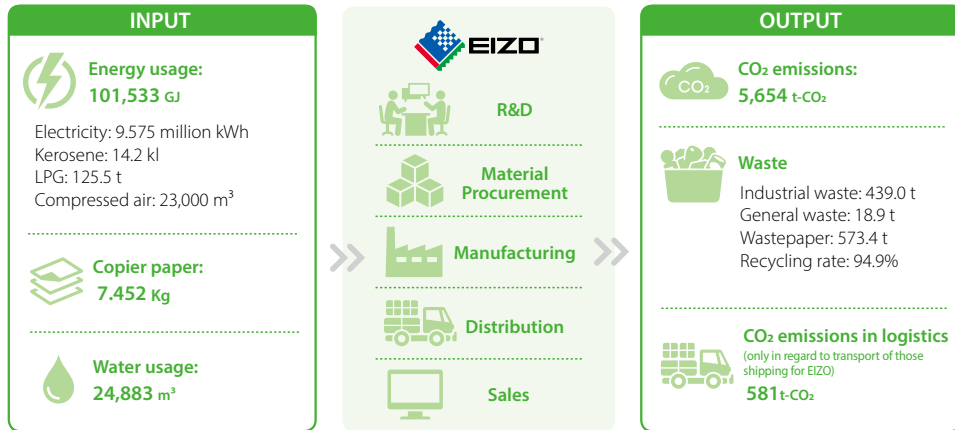 INPUT
Energy usage:
101,533 GJ
Electricity: 9.575 million kWh
Kerosene: 14.2 kl
LPG: 125.5 t
Compressed air: 23,000 m³
Copier paper:
7.452 Kg
Water usage:
24,883 m³
EIZO
R&D
Material
Procurement
Manufacturing
Distribution
Sales
OUTPUT
CO₂
CO₂ emissions:
5,654 t-CO₂
Waste
Industrial waste: 439.0 t
General waste: 18.9 t
Wastepaper: 573.4 t
Recycling rate: 94.9%
CO₂ emissions in logistics
(only in regard to transport of those
shipping for EIZO)
581t-CO₂